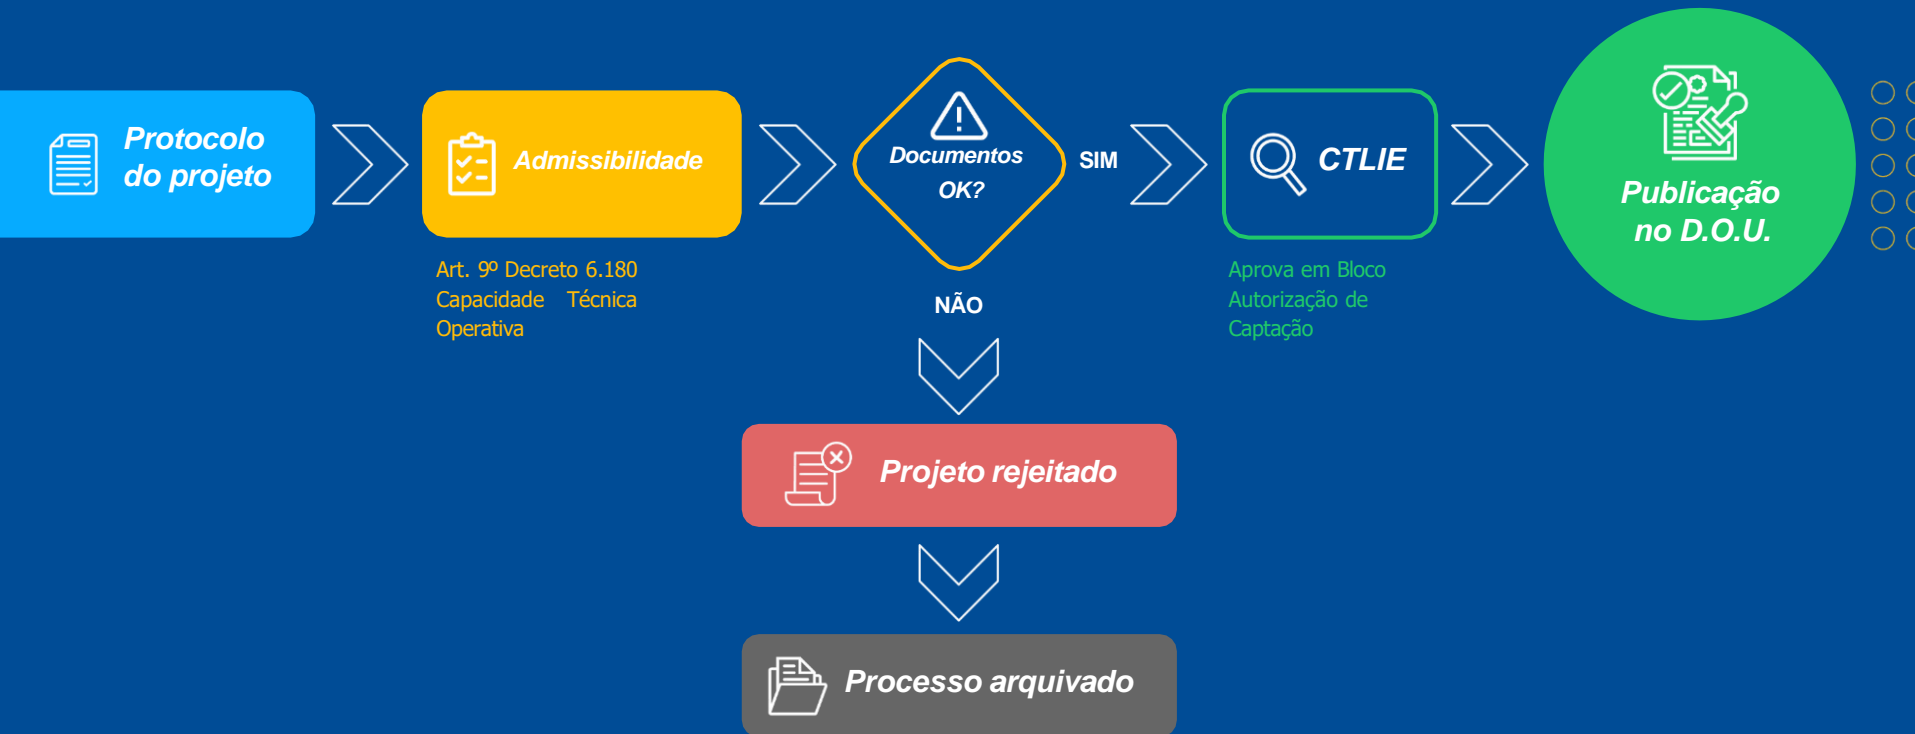 Protocolo
do projeto
Admissibilidade
Art. 9º Decreto 6.180
Capacidade Técnica
Operativa
Documentos
OK?
SIM
CTLIE
Aprova em Bloco
Autorização de
Captação
Publicação
no D.O.U.
NÃO
Projeto rejeitado
Processo arquivado